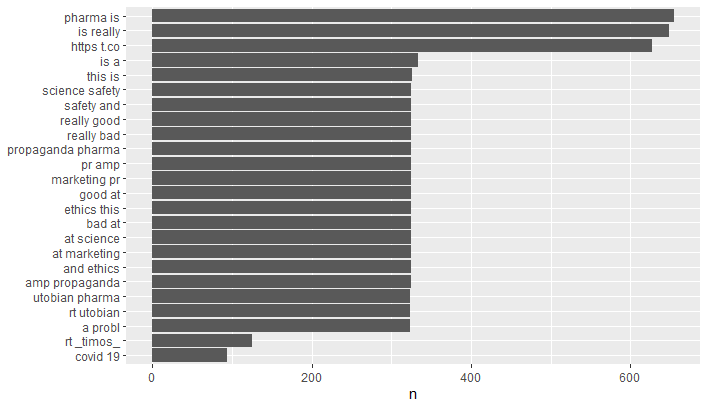 pharma is
is really
https t.co
is a
this is
science safety
safety and
really good
really bad
propaganda pharma
pr amp
marketing pr
good at
ethics this
bad at
at science
at marketing
and ethics
amp propaganda
utobian pharma
rt utobian
a probl
rt _timos_
covid 19
0 200 400 600
n